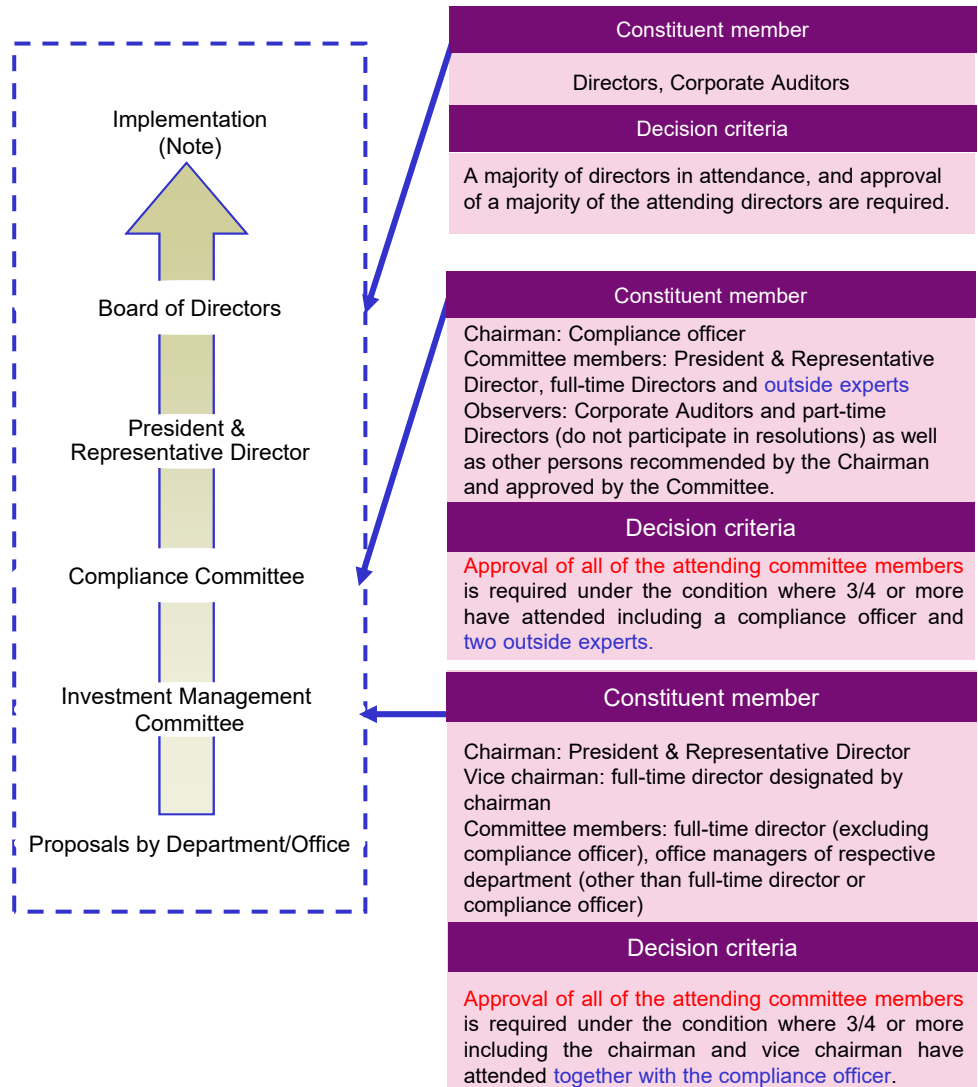 Implementation
(Note)
Board of Directors
President &
Representative Director
Compliance Committee
Investment Management
Committee
Proposals by Department/Office
Constituent member
Directors, Corporate Auditors
Decision criteria
A majority of directors in attendance, and approval
of a majority of the attending directors are required.
Constituent member
Chairman: Compliance officer
Committee members: President & Representative
Director, full-time Directors and outside experts
Observers: Corporate Auditors and part-time
Directors (do not participate in resolutions) as well
as other persons recommended by the Chairman
and approved by the Committee.
Decision criteria
Approval of all of the attending committee members
is required under the condition where 3/4 or more
have attended including a compliance officer and
two outside experts.
Constituent member
Chairman: President & Representative Director
Vice chairman: full-time director designated by
chairman
Committee members: full-time director (excluding
compliance officer), office managers of respective
department (other than full-time director or
compliance officer)
Decision criteria
Approval of all of the attending committee members
is required under the condition where 3/4 or more
including the chairman and vice chairman have
attended together with the compliance officer.